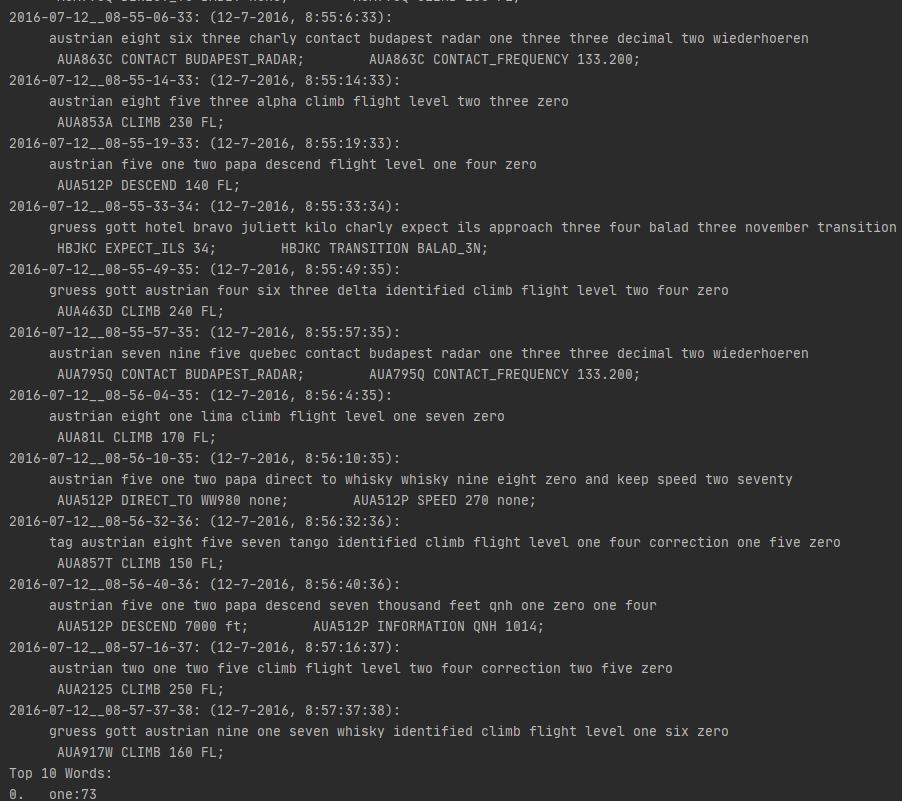 2016-07-12__08-55-06-33: (12-7-2016, 8:55:6:33):
austrian eight six three charly contact budapest radar one three three decimal two wiederhoeren
AUA863C CONTACT BUDAPEST_RADAR; AUA863C CONTACT_FREQUENCY 133.200;
2016-07-12__08-55-14-33: (12-7-2016, 8:55:14:33):
austrian eight five three alpha climb flight level two three zero
AUA853A CLIMB 230 FL;
2016-07-12__08-55-19-33: (12-7-2016, 8:55:19:33):
austrian five one two papa descend flight level one four zero
AUA512P DESCEND 140 FL;
2016-07-12__08-55-33-34: (12-7-2016, 8:55:33:34):
gruess gott hotel bravo juliett kilo charly expect ils approach three four balad three november transition
HBJKC EXPECT_ILS 34; HBJKC TRANSITION BALAD_3N;
2016-07-12__08-55-49-35: (12-7-2016, 8:55:49:35):
gruess gott austrian four six three delta identified climb flight level two four zero
AUA463D CLIMB 240 FL;
2016-07-12__08-55-57-35: (12-7-2016, 8:55:57:35):
austrian seven nine five quebec contact budapest radar one three three decimal two wiederhoeren
AUA795Q CONTACT BUDAPEST_RADAR; AUA795Q CONTACT_FREQUENCY 133.200;
2016-07-12__08-56-04-35: (12-7-2016, 8:56:4:35):
austrian eight one lima climb flight level one seven zero
AUA81L CLIMB 170 FL;
2016-07-12__08-56-10-35: (12-7-2016, 8:56:10:35):
austrian five one two papa direct to whisky whisky nine eight zero and keep speed two seventy
AUA512P DIRECT_TO WW980 none; AUA512P SPEED 270 none;
2016-07-12__08-56-32-36: (12-7-2016, 8:56:32:36):
tag austrian eight five seven tango identified climb flight level one four correction one five zero
AUA857T CLIMB 150 FL;
2016-07-12__08-56-40-36: (12-7-2016, 8:56:40:36):
austrian five one two papa descend seven thousand feet qnh one zero one four
AUA512P DESCEND 7000 ft; AUA512P INFORMATION QNH 1014;
2016-07-12__08-57-16-37: (12-7-2016, 8:57:16:37):
austrian two one two five climb flight level two four correction two five zero
AUA2125 CLIMB 250 FL;
2016-07-12__08-57-37-38: (12-7-2016, 8:57:37:38):
gruess gott austrian nine one seven whisky identified climb flight level one six zero
AUA917W CLIMB 160 FL;
Top 10 Words:
0. one:73